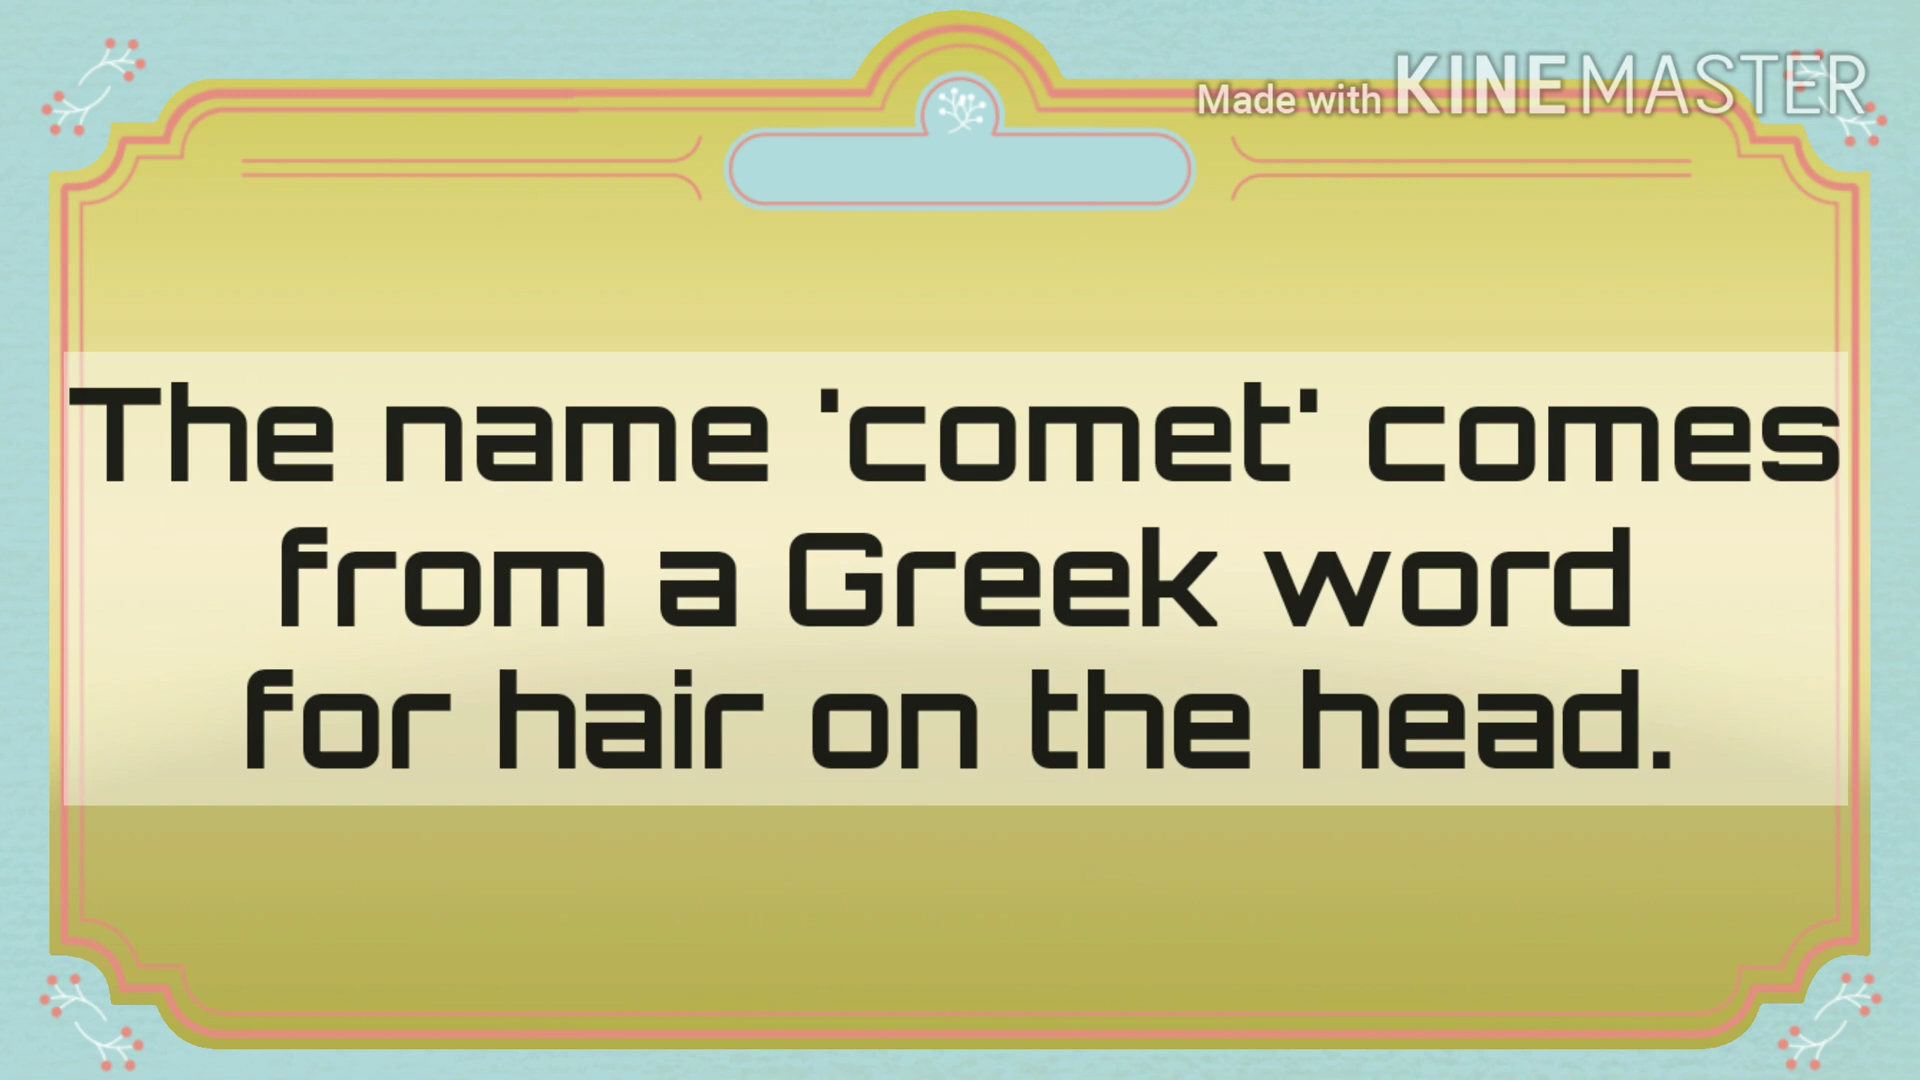 Made with KINEMASTER
The name 'comet' comes
from a Greek word
for hair on the head.